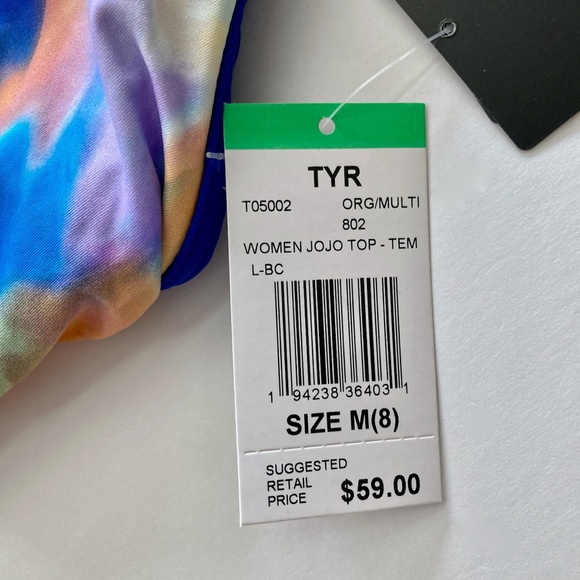 TYR
T05002 ORG/MULTI
802
WOMEN JOJO TOP - TEM
L-BC
1 94238 36403 1
SIZE M(8)
SUGGESTED
RETAIL
PRICE $59.00